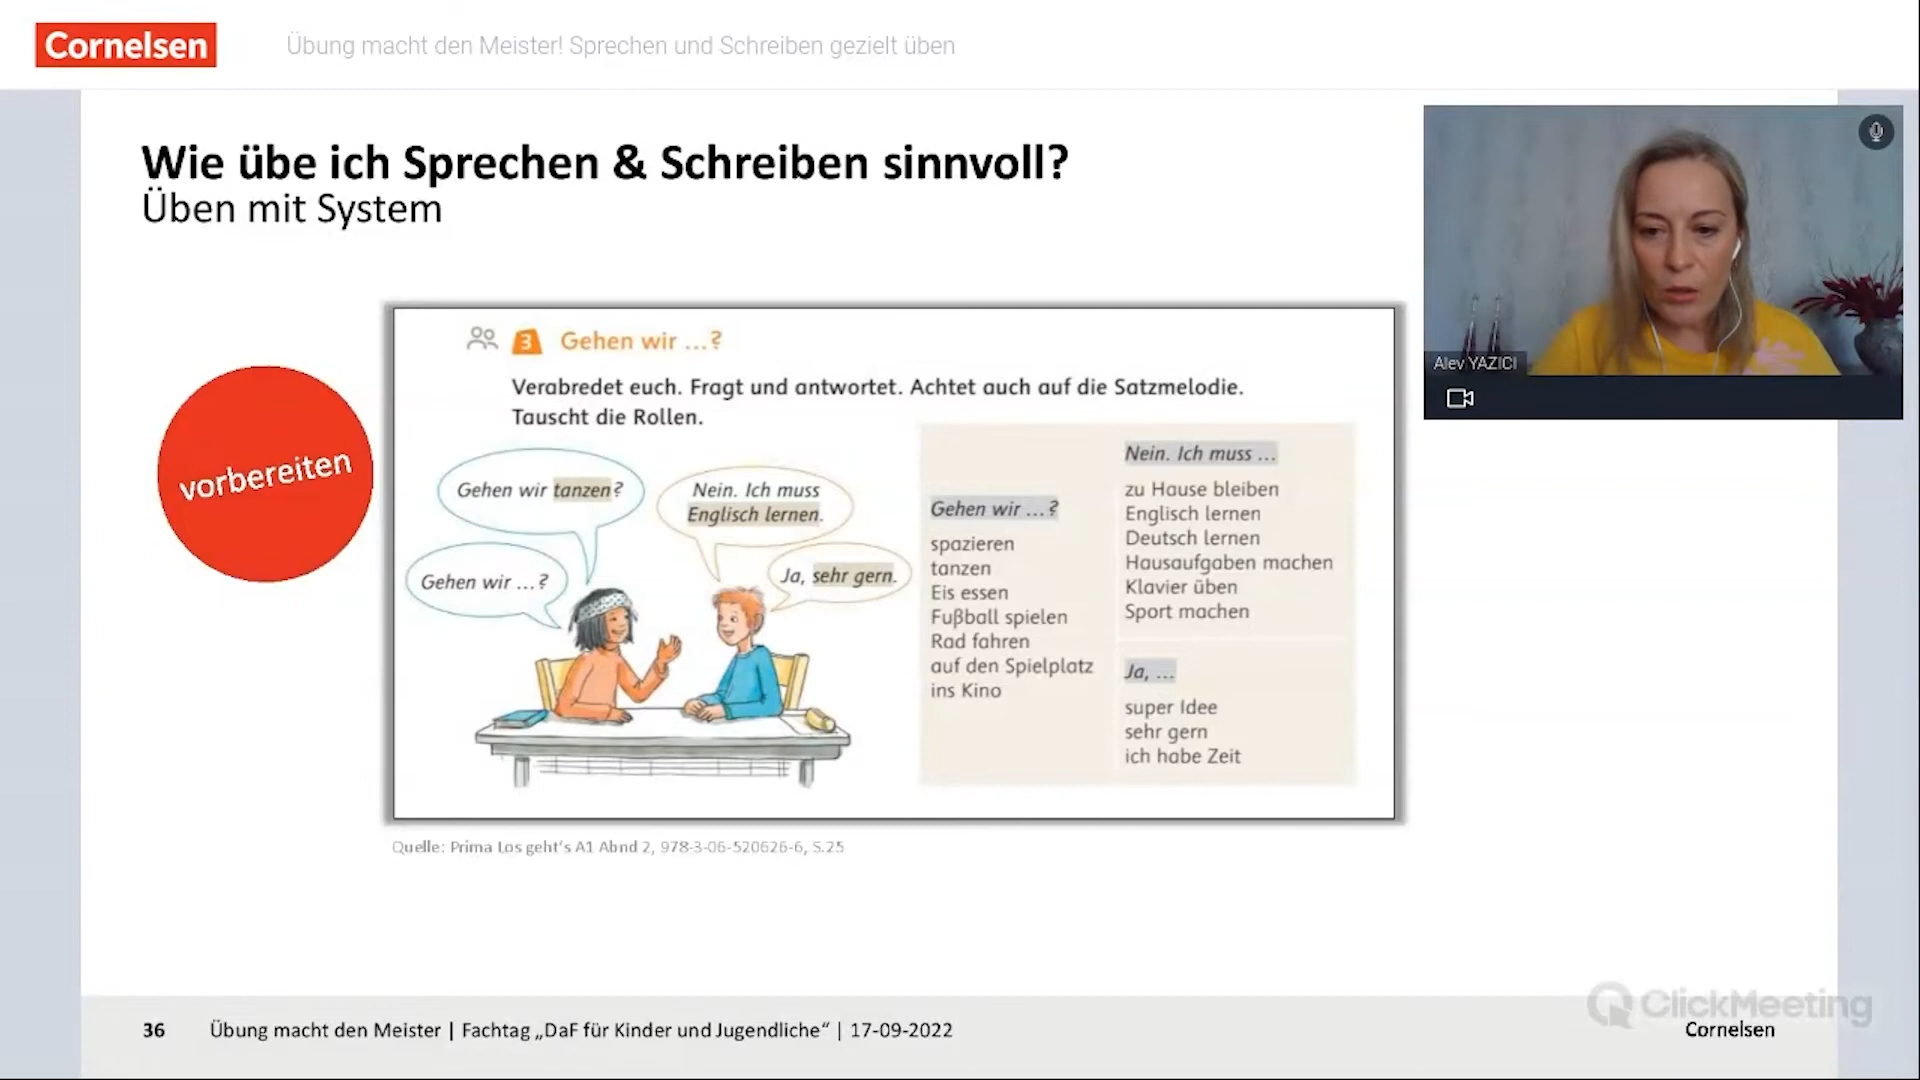 Cornelsen
Übung macht den Meister! Sprechen und Schreiben gezielt üben
Wie übe ich Sprechen & Schreiben sinnvoll?
Üben mit System
Alev YAZICI
vorbereiten
3 Gehen wir ...?
Verabredet euch. Fragt und antwortet. Achtet auch auf die Satzmelodie.
Tauscht die Rollen.
Gehen wir tanzen?
Nein. Ich muss
Englisch lernen.
Gehen wir ...?
Ja, sehr gern.
Gehen wir ...?
spazieren
tanzen
Eis essen
Fußball spielen
Rad fahren
auf den Spielplatz
ins Kino
Nein. Ich muss ...
zu Hause bleiben
Englisch lernen
Deutsch lernen
Hausaufgaben machen
Klavier üben
Sport machen
Ja, ...
super Idee
sehr gern
ich habe Zeit
Quelle: Prima Los geht's A1 Abnd 2, 978-3-06-520626-6, S.25
ClickMeeting
36 Übung macht den Meister | Fachtag „DaF für Kinder und Jugendliche“ | 17-09-2022
Cornelsen